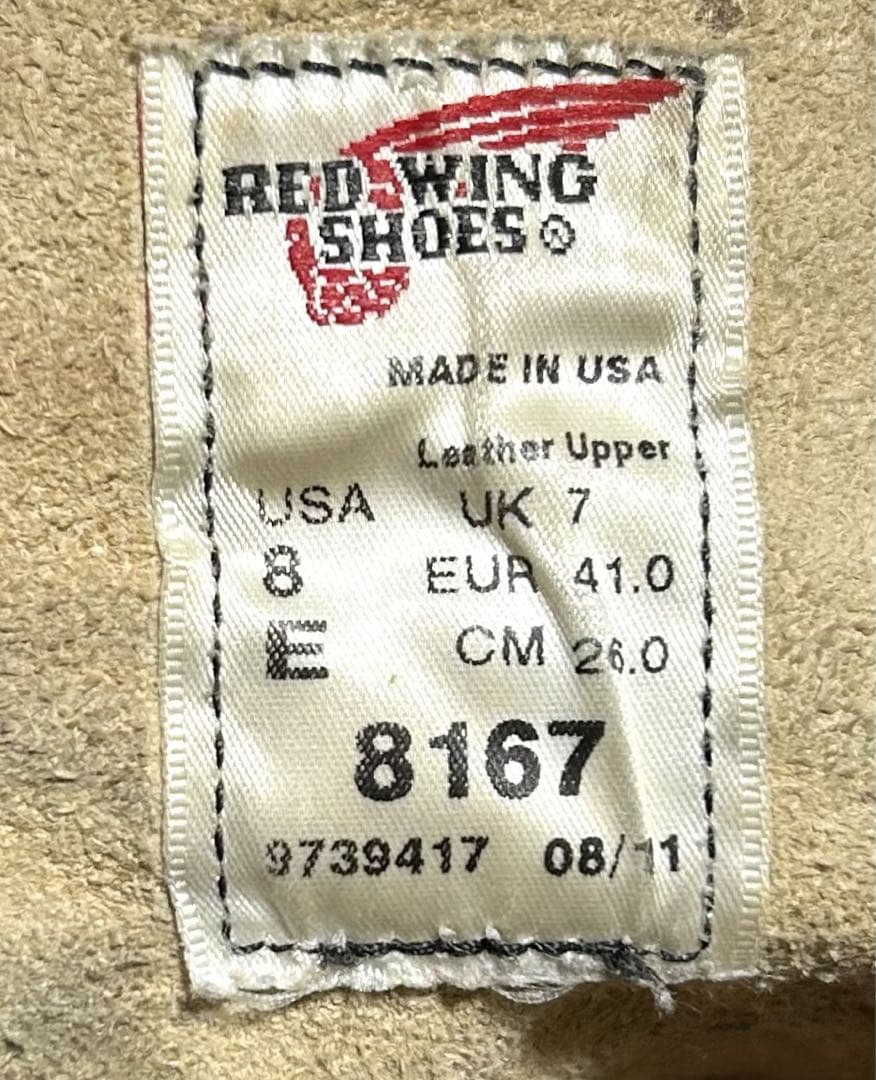 RED WING
SHOES ®
MADE IN USA
Leather Upper
USA UK 7
8 EUR 41.0
E CM 26.0
8167
9739417 08/11